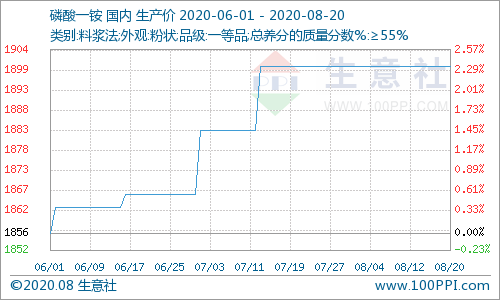 磷酸一铵 国内 生产价 2020-06-01 - 2020-08-20
类别:料浆法;外观:粉状;品级:一等品;总养分的质量分数%:≥55%
1904 2.57%
1899 2.29%
1894 2.02%
1888 1.73%
1883 1.45%
1878 1.17%
1873 0.89%
1867 0.61%
1862 0.33%
1856 0.00%
1852 -0.23%
生意社
www.100PPI.com
06/01 06/09 06/17 06/25 07/03 07/11 07/19 07/27 08/04 08/12 08/20
©2020.08 生意社 www.100PPI.com